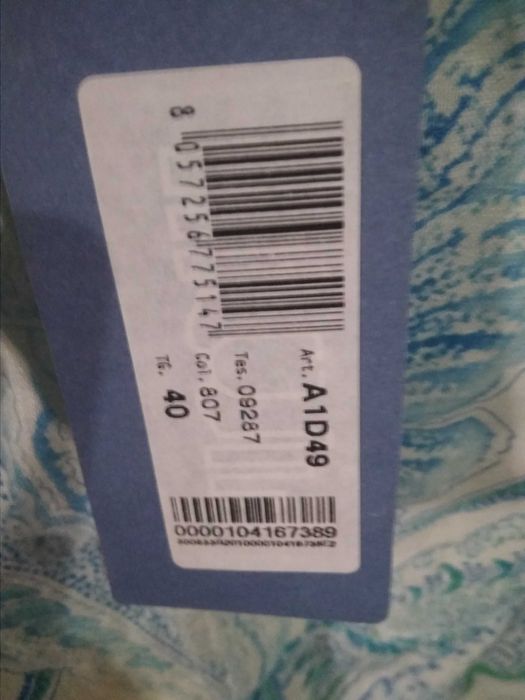 8 057256 775147
Art. A1D49
Tes. 09287
Col. 807
TG. 40
0000104167389